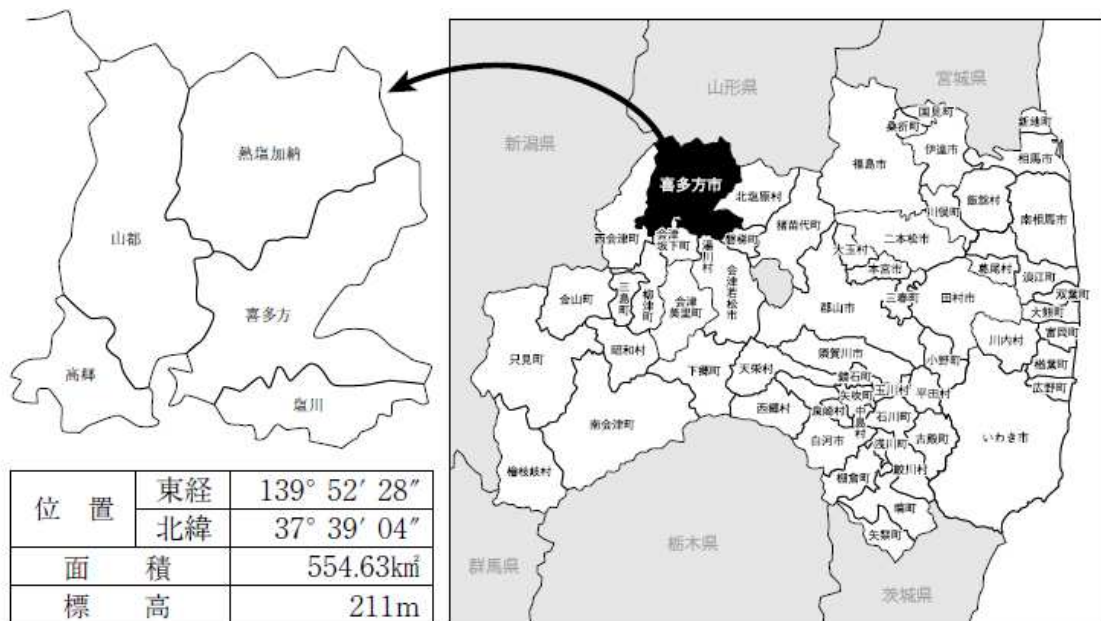 熱塩加納
山都
喜多方
高郷
塩川
位 置
東経
139° 52′ 28″
北緯
37° 39′ 04″
面 積
554.63㎢
標 高
211m
山形県
宮城県
新潟県
国見町
桑折町
新地町
伊達市
相馬市
福島市
喜多方市
北塩原村
川俣町
飯舘村
南相馬市
猪苗代町
西会津町
会津
坂下町
湯川村
磐梯町
大玉村
二本松市
本宮市
葛尾村
浪江町
会津若松市
金山町
三島町
柳津町
会津
美里町
郡山市
三春町
田村市
双葉町
大熊町
富岡町
川内村
只見町
昭和村
須賀川市
小野町
楢葉町
下郷町
天栄村
鏡石町
玉川村
平田村
広野町
矢吹町
南会津町
西郷村
泉崎村
中島村
石川町
白河市
浅川町
古殿町
いわき市
檜枝岐村
棚倉町
鮫川村
塙町
矢祭町
群馬県
栃木県
茨城県